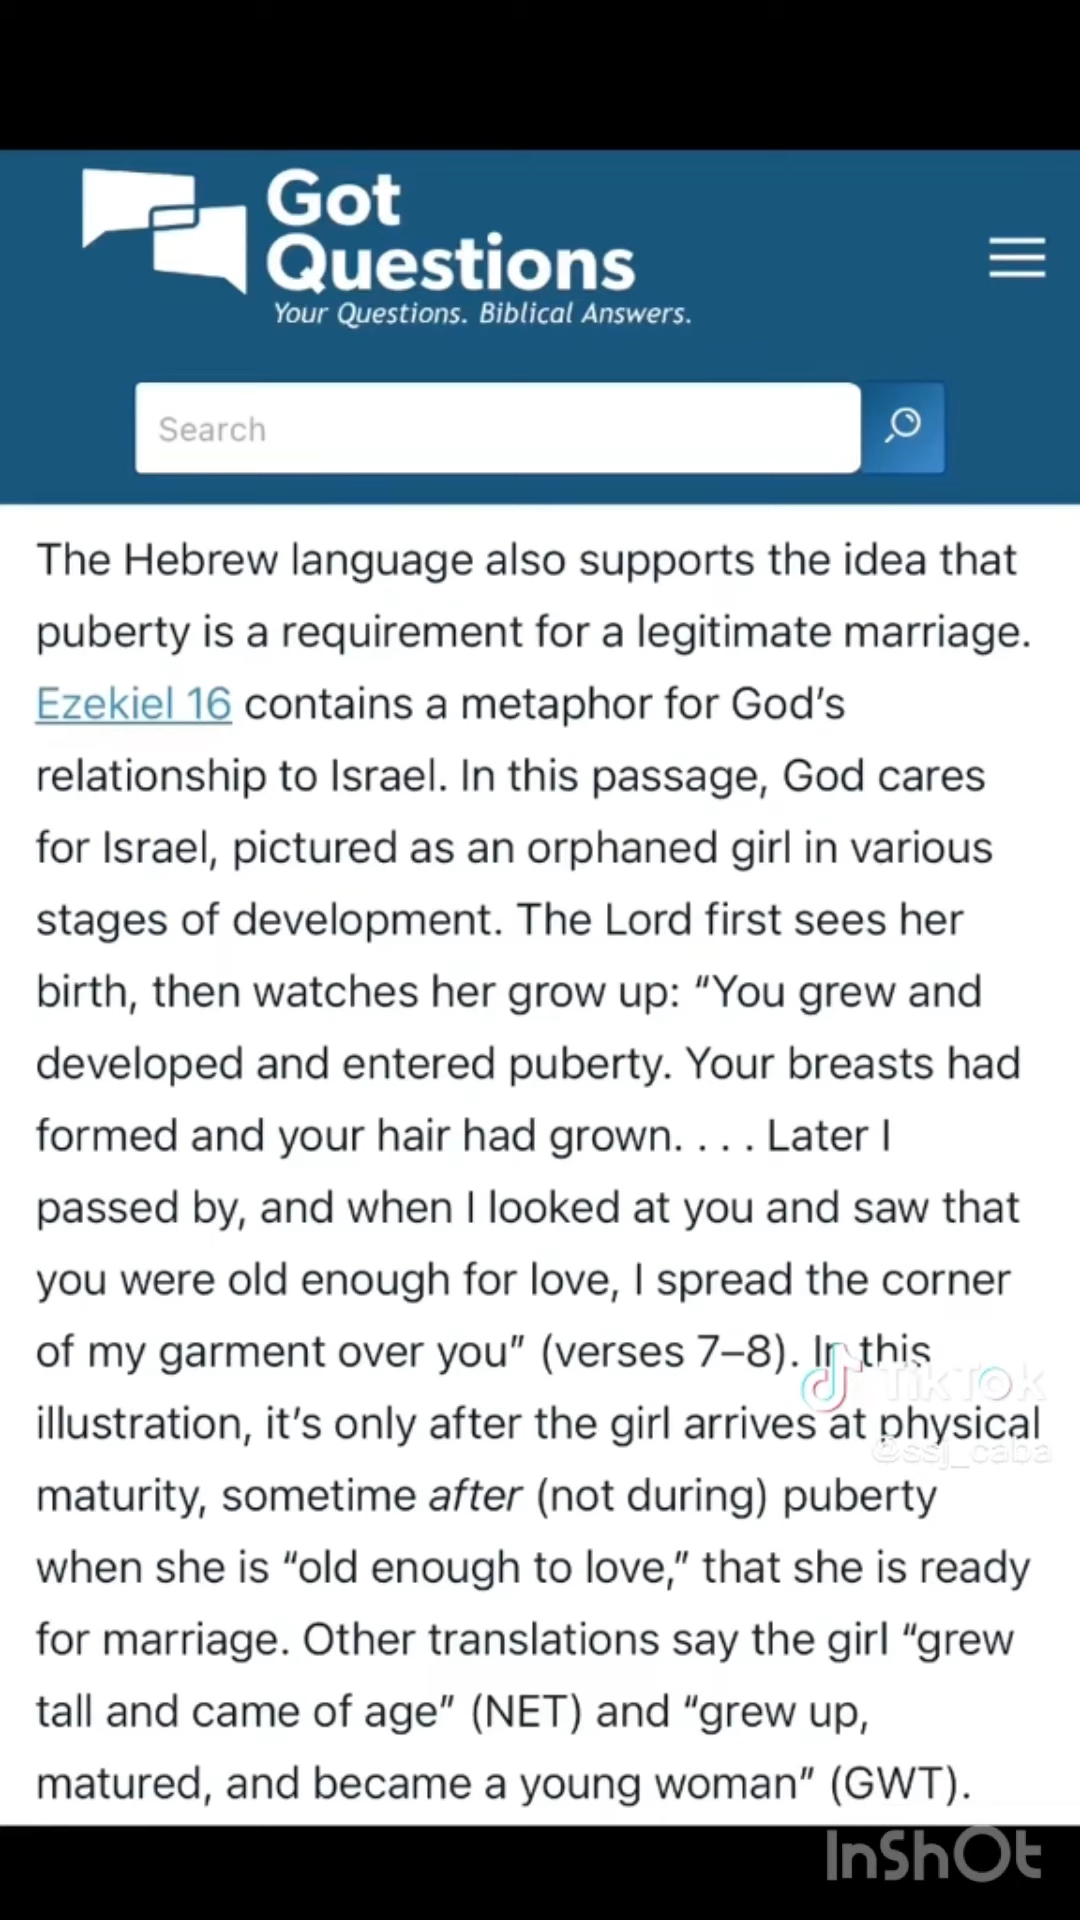 Got
Questions
Your Questions. Biblical Answers.
Search
The Hebrew language also supports the idea that
puberty is a requirement for a legitimate marriage.
Ezekiel 16 contains a metaphor for God's
relationship to Israel. In this passage, God cares
for Israel, pictured as an orphaned girl in various
stages of development. The Lord first sees her
birth, then watches her grow up: "You grew and
developed and entered puberty. Your breasts had
formed and your hair had grown. . . . Later I
passed by, and when I looked at you and saw that
you were old enough for love, I spread the corner
of my garment over you" (verses 7–8). In this
TikTok
illustration, it's only after the girl arrives at physical
@ssj_caba
maturity, sometime after (not during) puberty
when she is "old enough to love," that she is ready
for marriage. Other translations say the girl "grew
tall and came of age" (NET) and "grew up,
matured, and became a young woman" (GWT).
InShOt